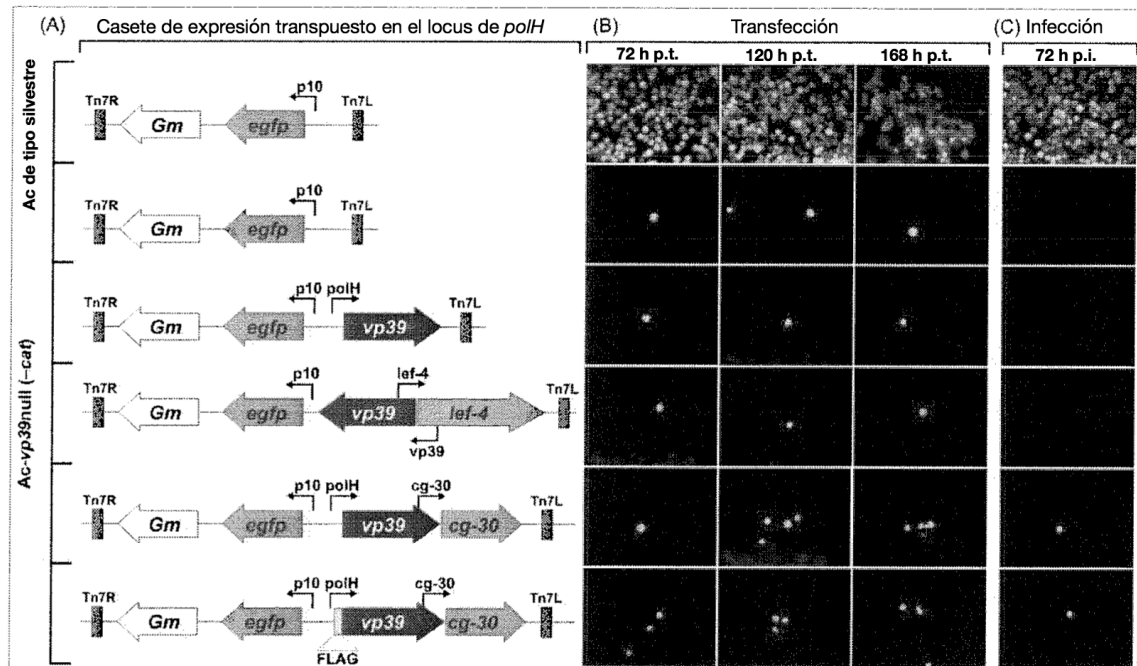 (A) Casete de expresión transpuesto en el locus de polH
(B) Transfección
(C) Infección
72 h p.t. 120 h p.t. 168 h p.t.
72 h p.i.
Ac de tipo silvestre
Tn7R Gm egfp p10 Tn7L
Tn7R Gm egfp p10 Tn7L
Ac-vp39null (–cat)
Tn7R Gm egfp p10 polH vp39 Tn7L
Tn7R Gm egfp p10 vp39 lef-4 lef-4 Tn7L
vp39
Tn7R Gm egfp p10 polH vp39 cg-30 cg-30 Tn7L
Tn7R Gm egfp p10 polH vp39 cg-30 cg-30 Tn7L
FLAG